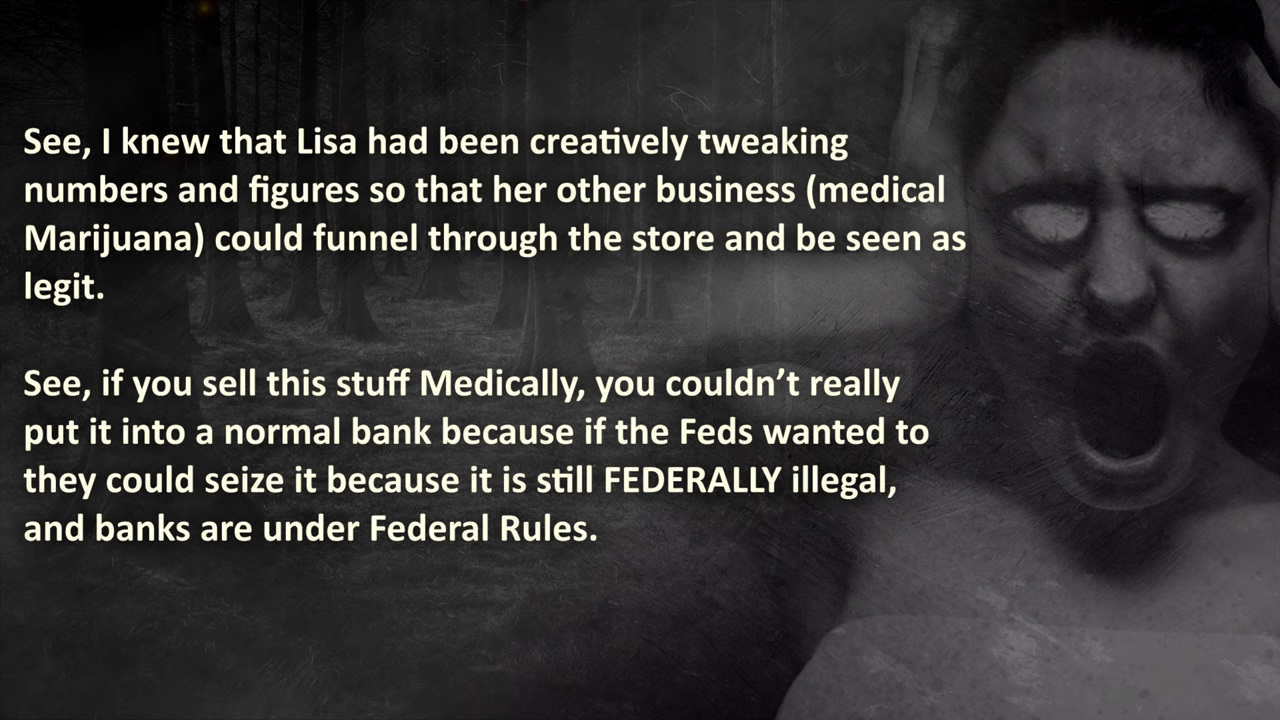 See, I knew that Lisa had been creatively tweaking
numbers and figures so that her other business (medical
Marijuana) could funnel through the store and be seen as
legit.
See, if you sell this stuff Medically, you couldn’t really
put it into a normal bank because if the Feds wanted to
they could seize it because it is still FEDERALLY illegal,
and banks are under Federal Rules.